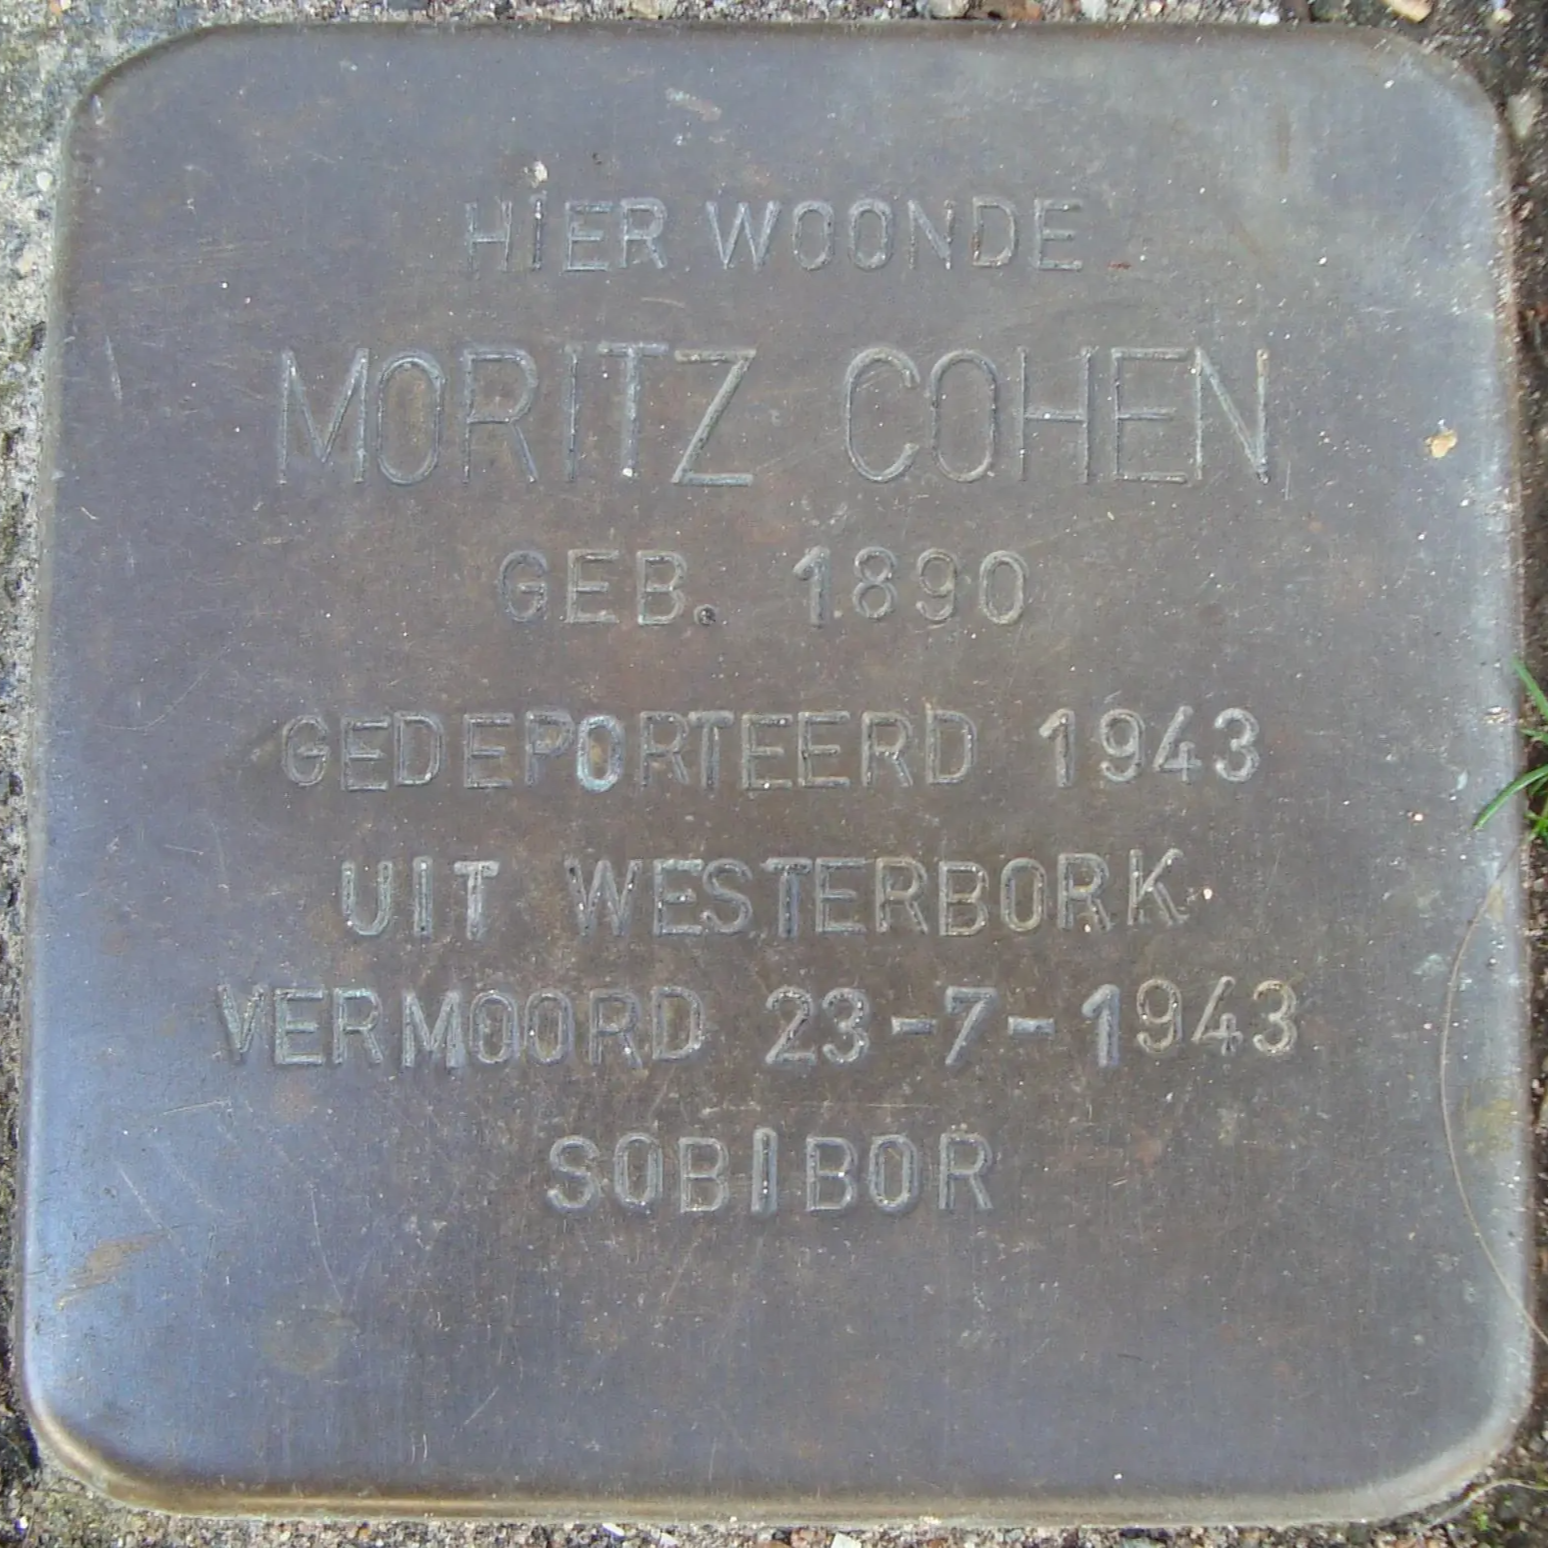 HIER WOONDE
MORITZ COHEN
GEB. 1890
GEDEPORTEERD 1943
UIT WESTERBORK
VERMOORD 23-7-1943
SOBIBOR